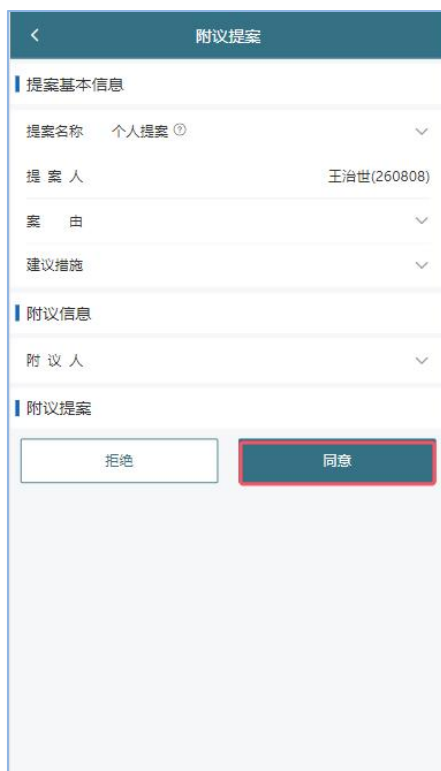 附议提案
提案基本信息
提案名称 个人提案 ?
提 案 人 王治世(260808)
案 由
建议措施
附议信息
附 议 人
附议提案
拒绝 同意